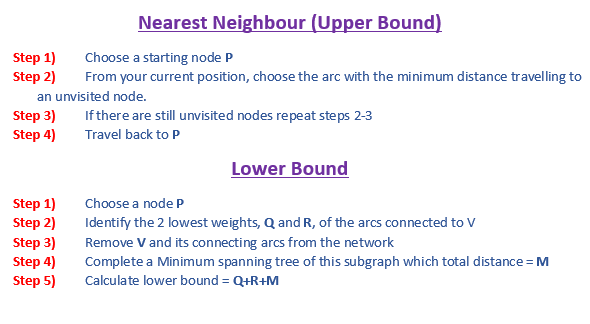 Nearest Neighbour (Upper Bound)
Step 1) Choose a starting node P
Step 2) From your current position, choose the arc with the minimum distance travelling to
an unvisited node.
Step 3) If there are still unvisited nodes repeat steps 2-3
Step 4) Travel back to P
Lower Bound
Step 1) Choose a node P
Step 2) Identify the 2 lowest weights, Q and R, of the arcs connected to V
Step 3) Remove V and its connecting arcs from the network
Step 4) Complete a Minimum spanning tree of this subgraph which total distance = M
Step 5) Calculate lower bound = Q+R+M